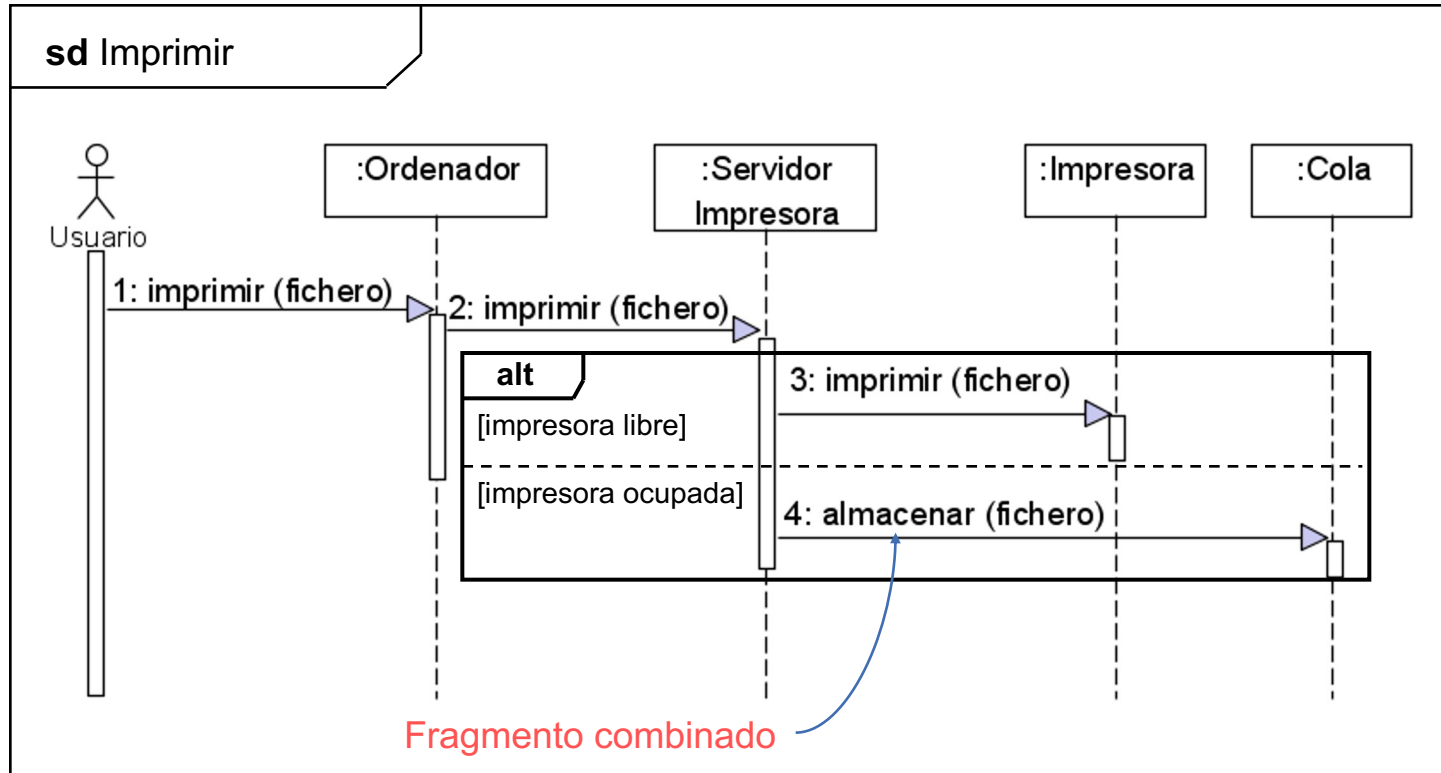 sd Imprimir
:Ordenador
:Servidor
Impresora
:Impresora
:Cola
Usuario
1: imprimir (fichero)
2: imprimir (fichero)
alt
3: imprimir (fichero)
[impresora libre]
[impresora ocupada]
4: almacenar (fichero)
Fragmento combinado